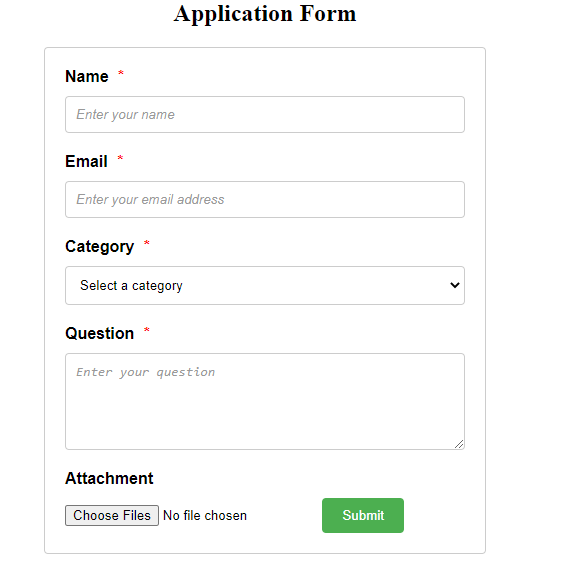 Application Form
Name *
Enter your name
Email *
Enter your email address
Category *
Select a category
Question *
Enter your question
Attachment
Choose Files No file chosen Submit